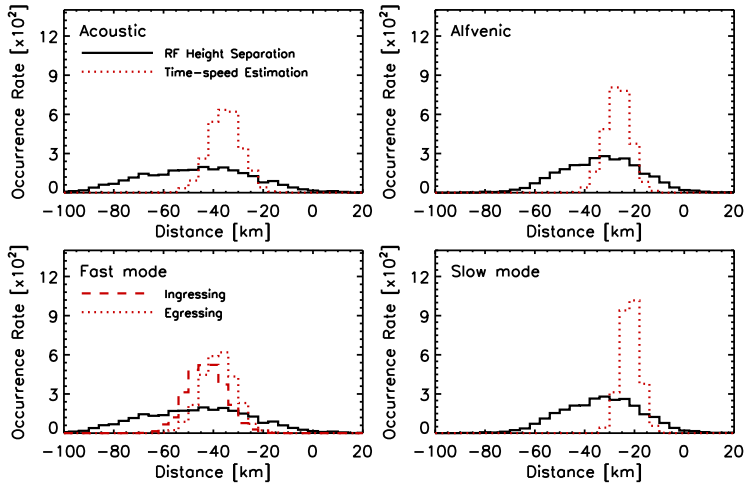 Acoustic
RF Height Separation
Time-speed Estimation
Occurrence Rate [x10²]
12
9
6
3
0
-100 -80 -60 -40 -20 0 20
Distance [km]
Alfvenic
Occurrence Rate [x10²]
12
9
6
3
0
-100 -80 -60 -40 -20 0 20
Distance [km]
Fast mode
Ingressing
Egressing
Occurrence Rate [x10²]
12
9
6
3
0
-100 -80 -60 -40 -20 0 20
Distance [km]
Slow mode
Occurrence Rate [x10²]
12
9
6
3
0
-100 -80 -60 -40 -20 0 20
Distance [km]